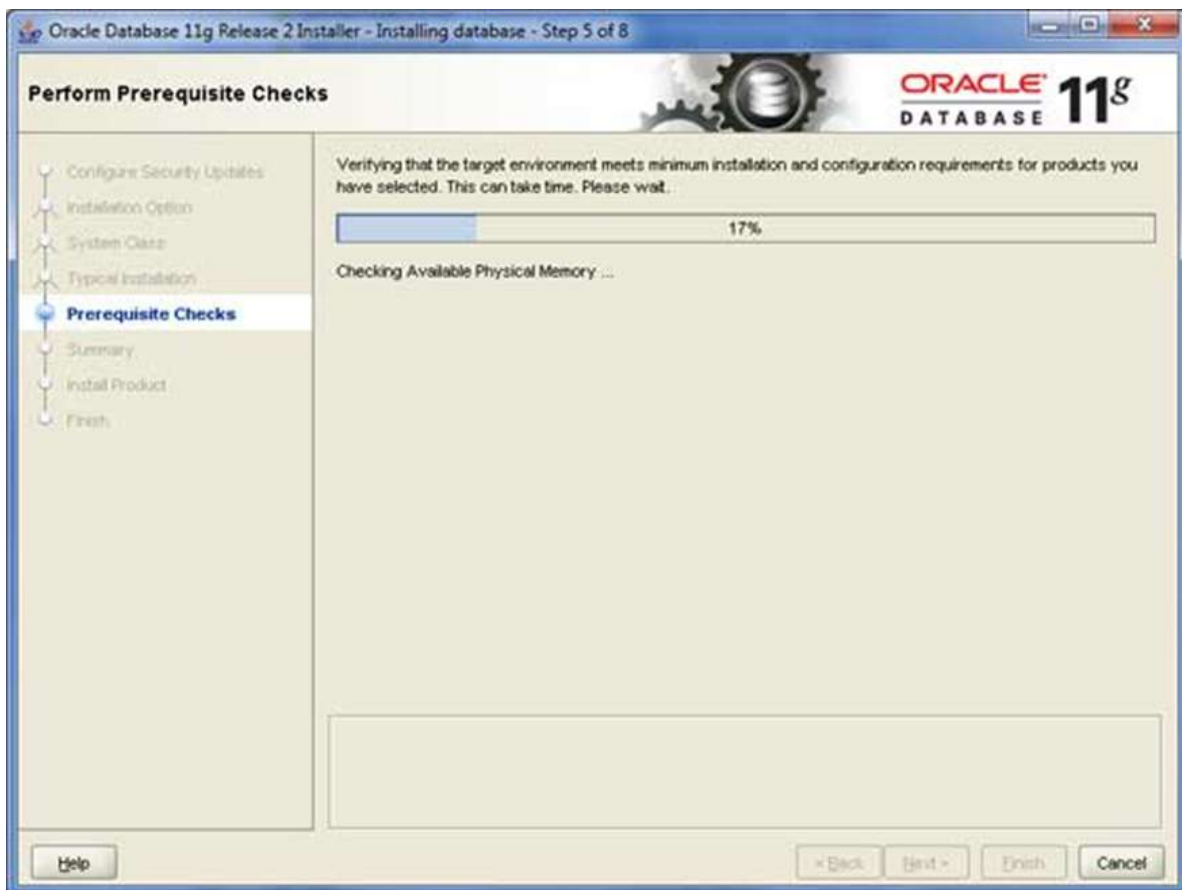 Oracle Database 11g Release 2 Installer - Installing database - Step 5 of 8
Perform Prerequisite Checks
ORACLE
DATABASE
11g
Configure Security Updates
Installation Option
System Class
Typical Installation
Prerequisite Checks
Summary
Install Product
Finish
Verifying that the target environment meets minimum installation and configuration requirements for products you
have selected. This can take time. Please wait.
17%
Checking Available Physical Memory ...
Help
< Back
Next >
Finish
Cancel